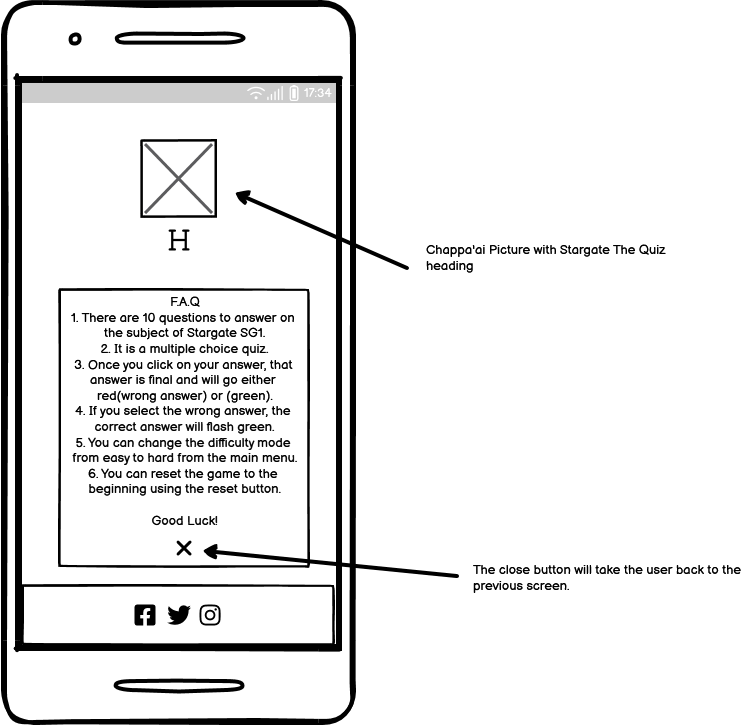 17:34
H
Chappa'ai Picture with Stargate The Quiz
heading
F.A.Q
1. There are 10 questions to answer on
the subject of Stargate SG1.
2. It is a multiple choice quiz.
3. Once you click on your answer, that
answer is final and will go either
red(wrong answer) or (green).
4. If you select the wrong answer, the
correct answer will flash green.
5. You can change the difficulty mode
from easy to hard from the main menu.
6. You can reset the game to the
beginning using the reset button.
Good Luck!
The close button will take the user back to the
previous screen.